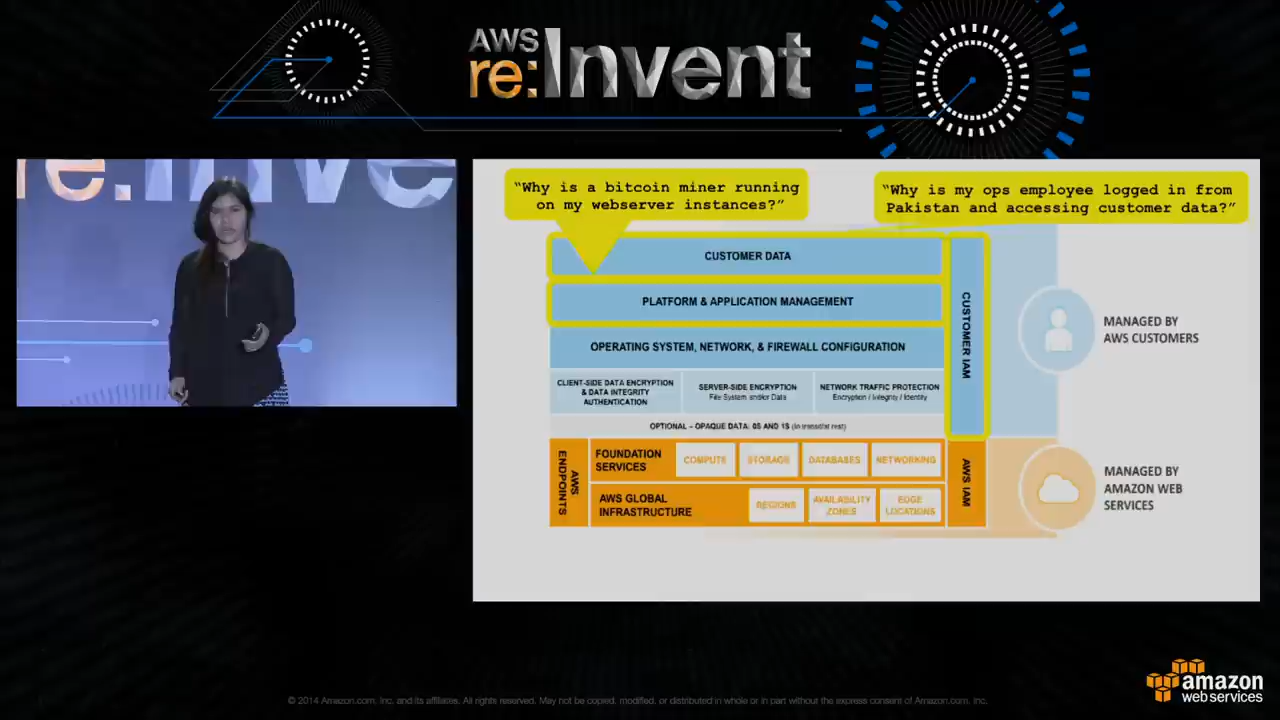 AWS
re:Invent
re:Inve
“Why is a bitcoin miner running
on my webserver instances?”
“Why is my ops employee logged in from
Pakistan and accessing customer data?”
CUSTOMER DATA
PLATFORM & APPLICATION MANAGEMENT
OPERATING SYSTEM, NETWORK, & FIREWALL CONFIGURATION
CLIENT-SIDE DATA ENCRYPTION
& DATA INTEGRITY
AUTHENTICATION
SERVER-SIDE ENCRYPTION
File System and/or Data
NETWORK TRAFFIC PROTECTION
Encryption / Integrity / Identity
OPTIONAL – OPAQUE DATA: 0S AND 1S (in transit/at rest)
CUSTOMER IAM
MANAGED BY
AWS CUSTOMERS
AWS
ENDPOINTS
FOUNDATION
SERVICES
COMPUTE
STORAGE
DATABASES
NETWORKING
AWS GLOBAL
INFRASTRUCTURE
REGIONS
AVAILABILITY
ZONES
EDGE
LOCATIONS
AWS IAM
MANAGED BY
AMAZON WEB
SERVICES
© 2014 Amazon.com, Inc. and its affiliates. All rights reserved. May not be copied, modified, or distributed in whole or in part without the express consent of Amazon.com, Inc.
amazon
web services